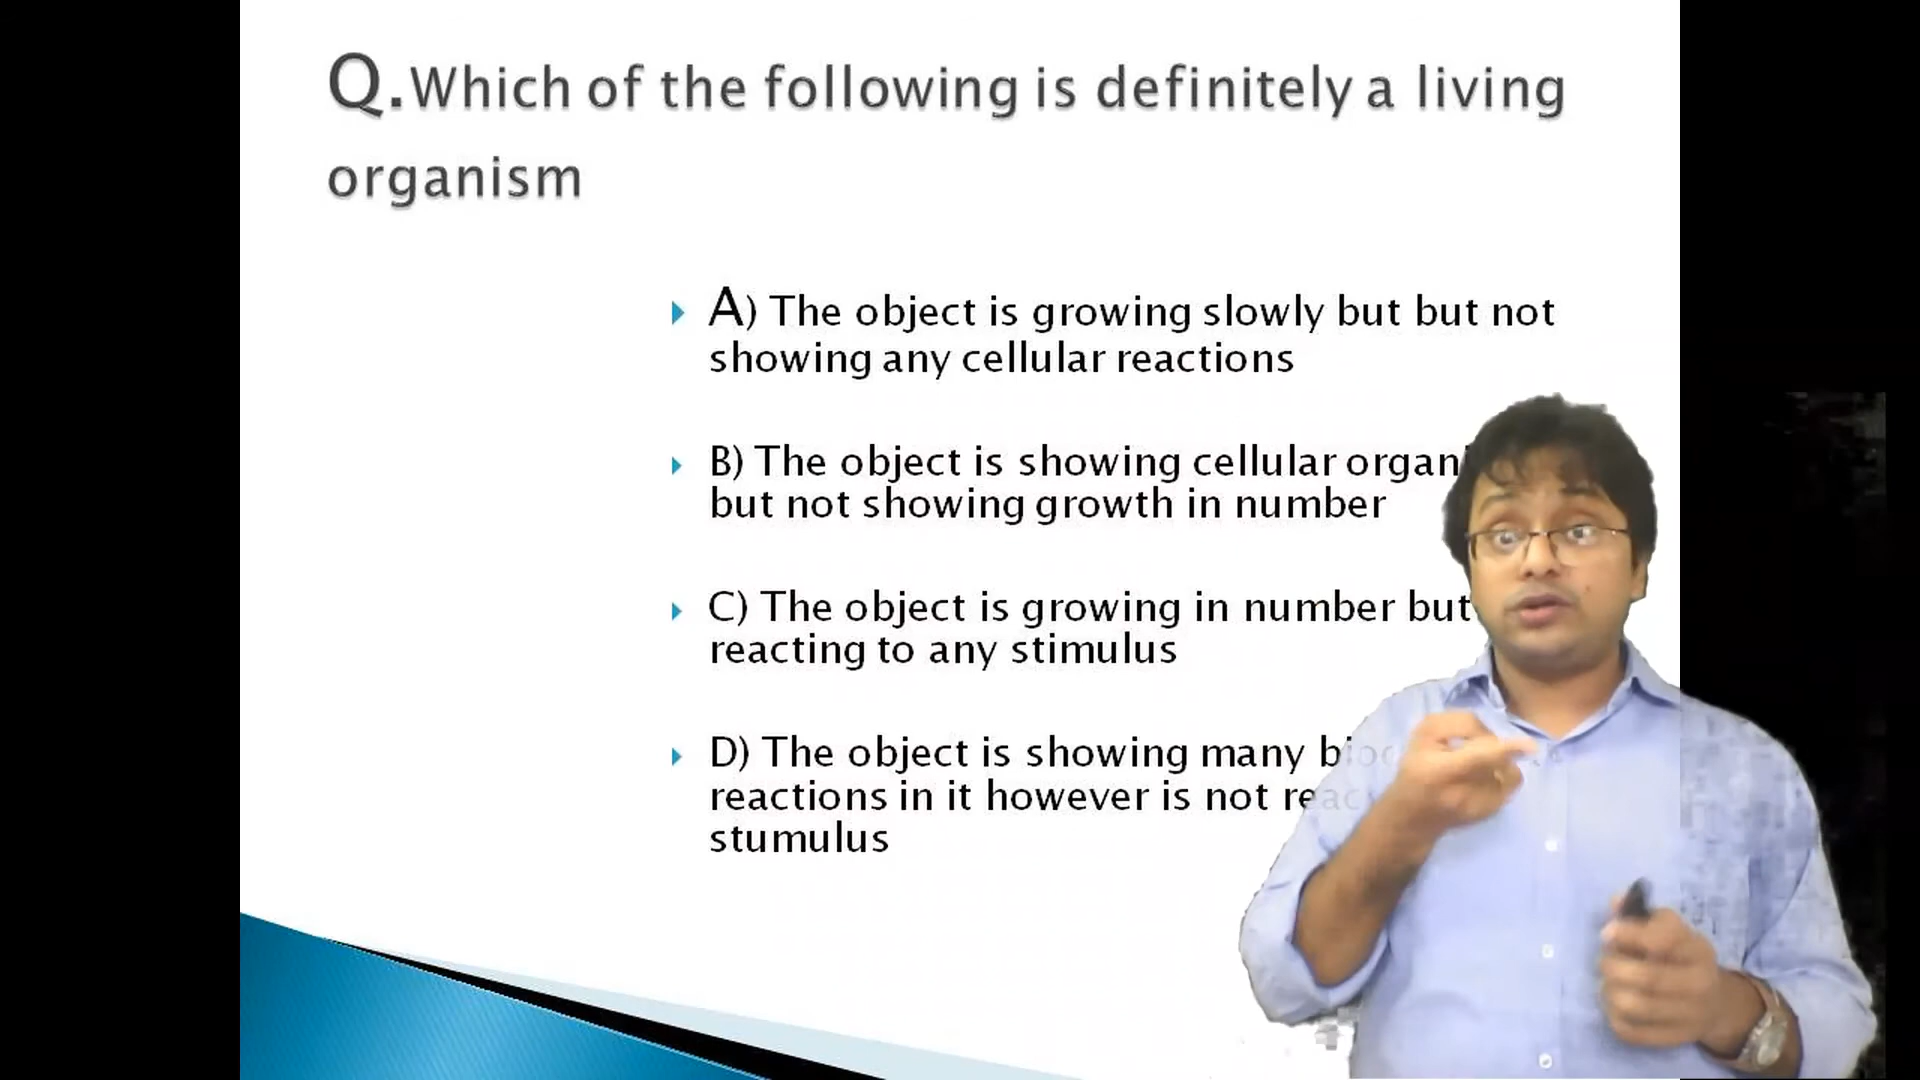 Q.Which of the following is definitely a living
organism
A) The object is growing slowly but but not
showing any cellular reactions
B) The object is showing cellular
but not showing growth in number
C) The object is growing in number but
reacting to any stimulus
D) The object is showing many
reactions in it however is not
stumulus